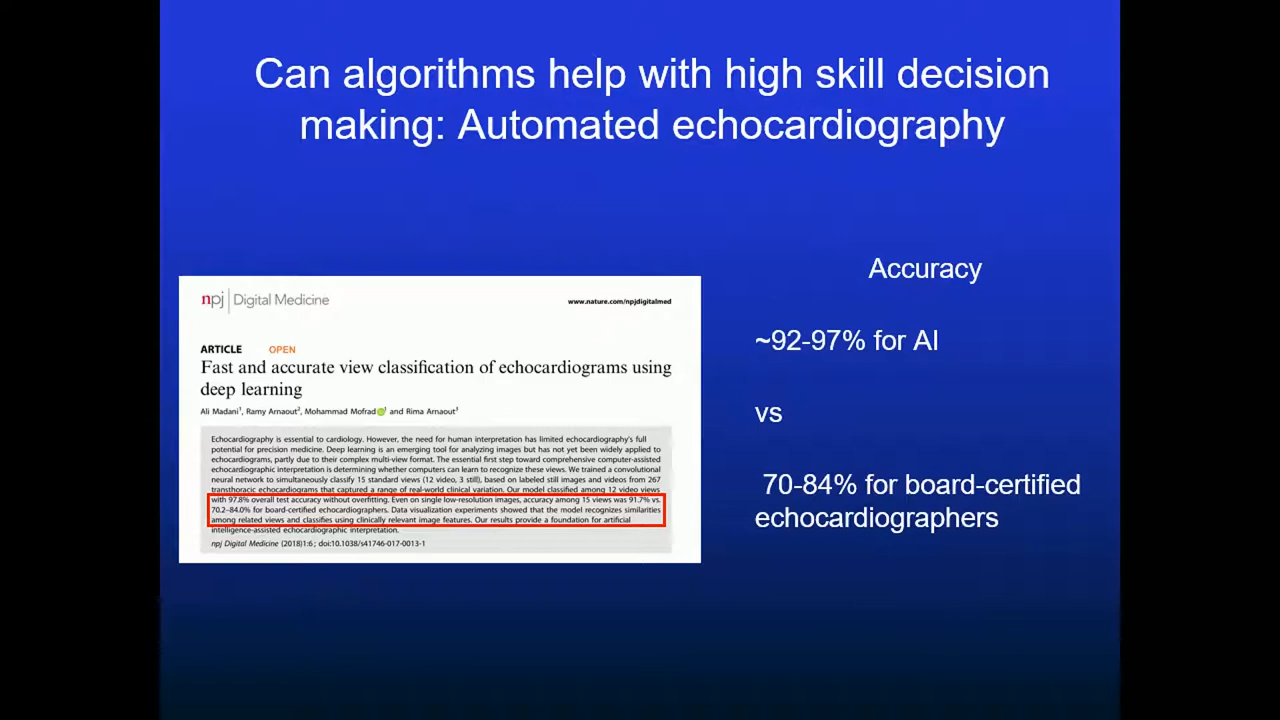 Can algorithms help with high skill decision
making: Automated echocardiography
npj | Digital Medicine
www.nature.com/npjdigitalmed
ARTICLE OPEN
Fast and accurate view classification of echocardiograms using
deep learning
Ali Madani¹, Ramy Arnaout², Mohammad Mofrad¹ and Rima Arnaout³
Echocardiography is essential to cardiology. However, the need for human interpretation has limited echocardiography's full
potential for precision medicine. Deep learning is an emerging tool for analyzing images but has not yet been widely applied to
echocardiograms, partly due to their complex multi-view format. The essential first step toward comprehensive computer-assisted
echocardiographic interpretation is determining whether computers can learn to recognize these views. We trained a convolutional
neural network to simultaneously classify 15 standard views (12 video, 3 still), based on labeled still images and videos from 267
transthoracic echocardiograms that captured a range of real-world clinical variation. Our model classified among 12 video views
with 97.8% overall test accuracy without overfitting. Even on single low-resolution images, accuracy among 15 views was 91.7% vs.
70.2–84.0% for board-certified echocardiographers. Data visualization experiments showed that the model recognizes similarities
among related views and classifies using clinically relevant image features. Our results provide a foundation for artificial
intelligence-assisted echocardiographic interpretation.
npj Digital Medicine (2018)1:6 ; doi:10.1038/s41746-017-0013-1
Accuracy
~92-97% for AI
vs
70-84% for board-certified
echocardiographers